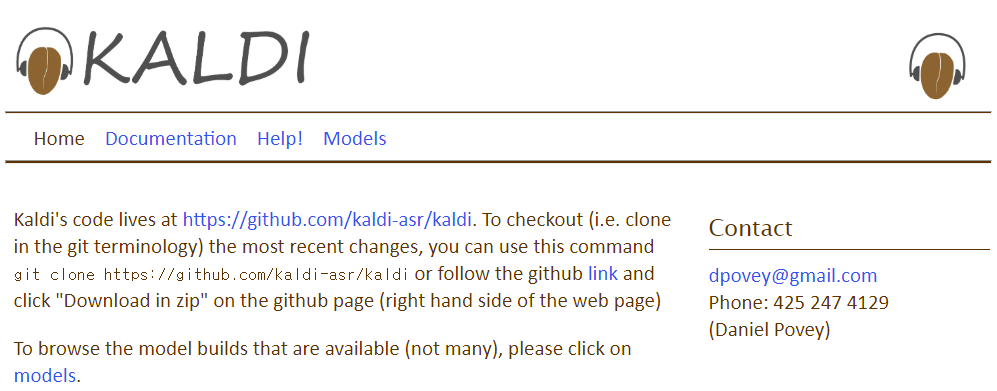 KALDI
Home Documentation Help! Models
Kaldi's code lives at https://github.com/kaldi-asr/kaldi. To checkout (i.e. clone
in the git terminology) the most recent changes, you can use this command
git clone https://github.com/kaldi-asr/kaldi or follow the github link and
click "Download in zip" on the github page (right hand side of the web page)
To browse the model builds that are available (not many), please click on
models.
Contact
dpovey@gmail.com
Phone: 425 247 4129
(Daniel Povey)